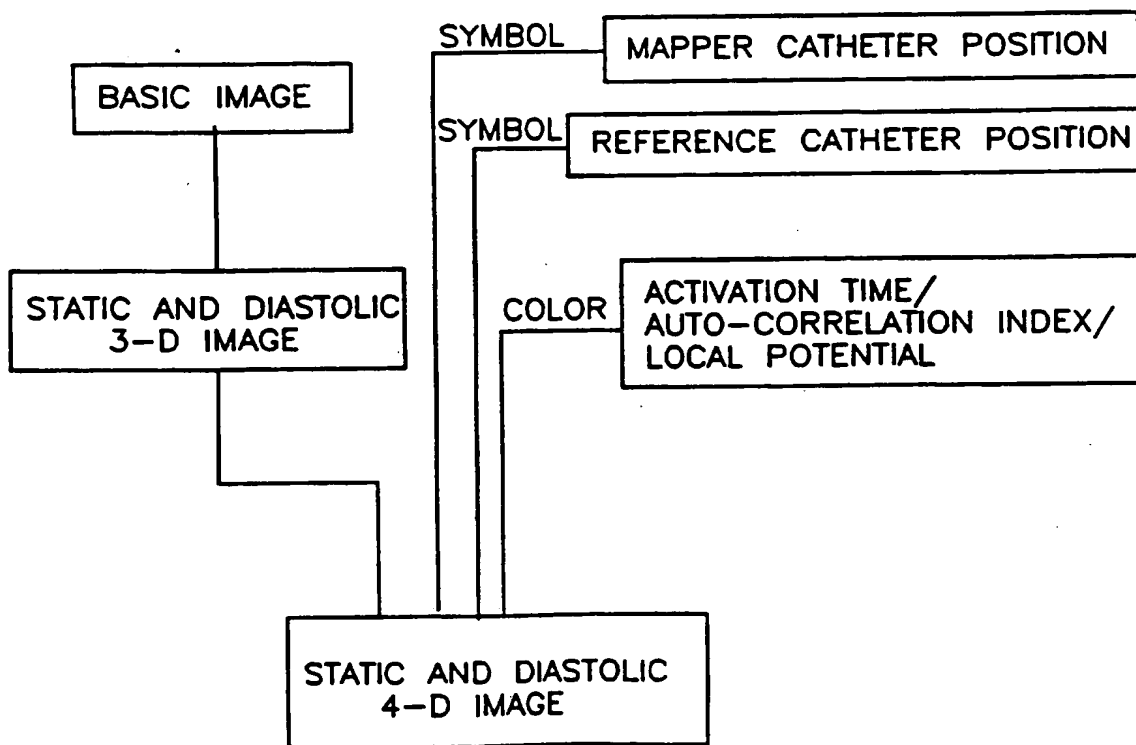 SYMBOL
MAPPER CATHETER POSITION
BASIC IMAGE
SYMBOL
REFERENCE CATHETER POSITION
STATIC AND DIASTOLIC
3-D IMAGE
COLOR
ACTIVATION TIME/
AUTO-CORRELATION INDEX/
LOCAL POTENTIAL
STATIC AND DIASTOLIC
4-D IMAGE